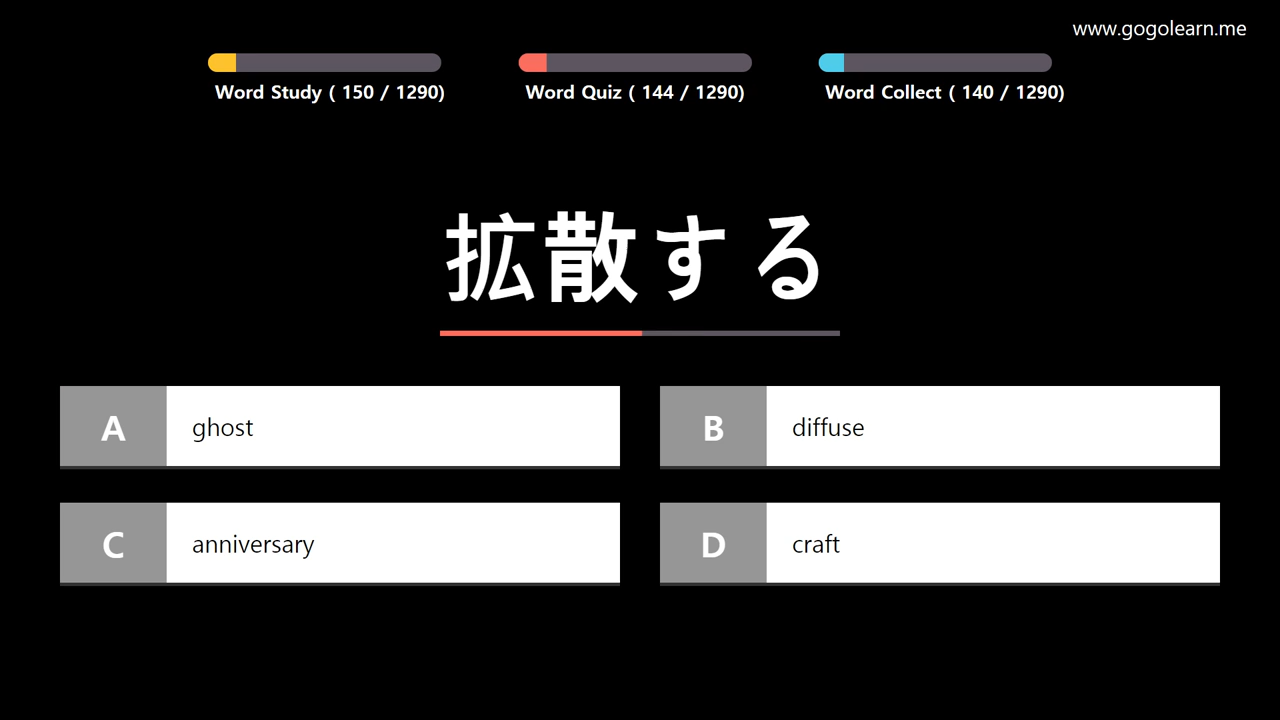 www.gogolearn.me
Word Study ( 150 / 1290)
Word Quiz ( 144 / 1290)
Word Collect ( 140 / 1290)
拡散する
A ghost
B diffuse
C anniversary
D craft